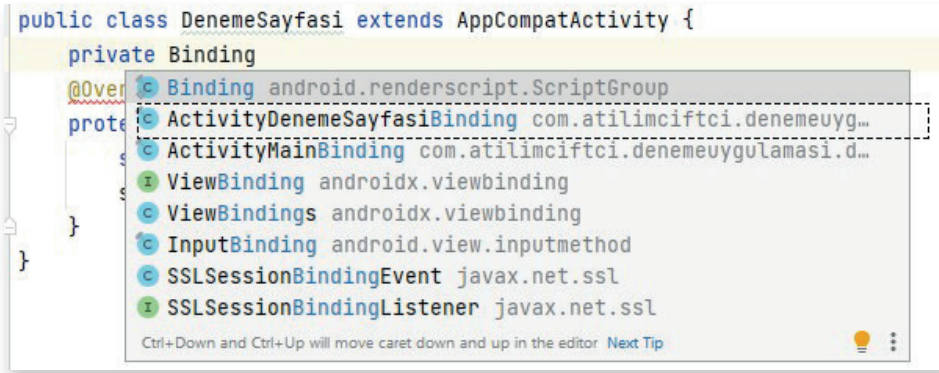 public class DenemeSayfasi extends AppCompatActivity {
private Binding
@Over
Binding android.renderscript.ScriptGroup
prote
ActivityDenemeSayfasiBinding com.atilimciftci.denemeuyg…
ActivityMainBinding com.atilimciftci.denemeuygulamasi.d…
s
ViewBinding androidx.viewbinding
s
ViewBindings androidx.viewbinding
}
InputBinding android.view.inputmethod
}
SSLSessionBindingEvent javax.net.ssl
SSLSessionBindingListener javax.net.ssl
Ctrl+Down and Ctrl+Up will move caret down and up in the editor Next Tip